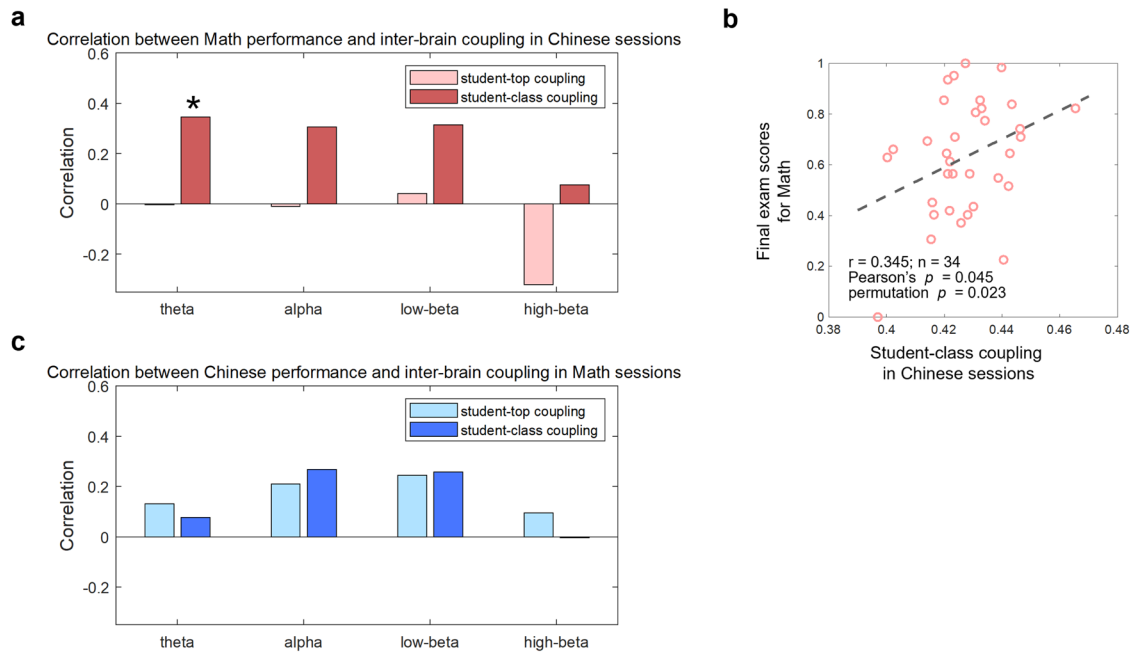 a
Correlation between Math performance and inter-brain coupling in Chinese sessions
0.6
0.4
0.2
0
-0.2
Correlation
*
student-top coupling
student-class coupling
theta alpha low-beta high-beta
b
1
0.8
0.6
0.4
0.2
0
Final exam scores
for Math
r = 0.345; n = 34
Pearson's p = 0.045
permutation p = 0.023
0.38 0.4 0.42 0.44 0.46 0.48
Student-class coupling
in Chinese sessions
c
Correlation between Chinese performance and inter-brain coupling in Math sessions
0.6
0.4
0.2
0
-0.2
Correlation
student-top coupling
student-class coupling
theta alpha low-beta high-beta